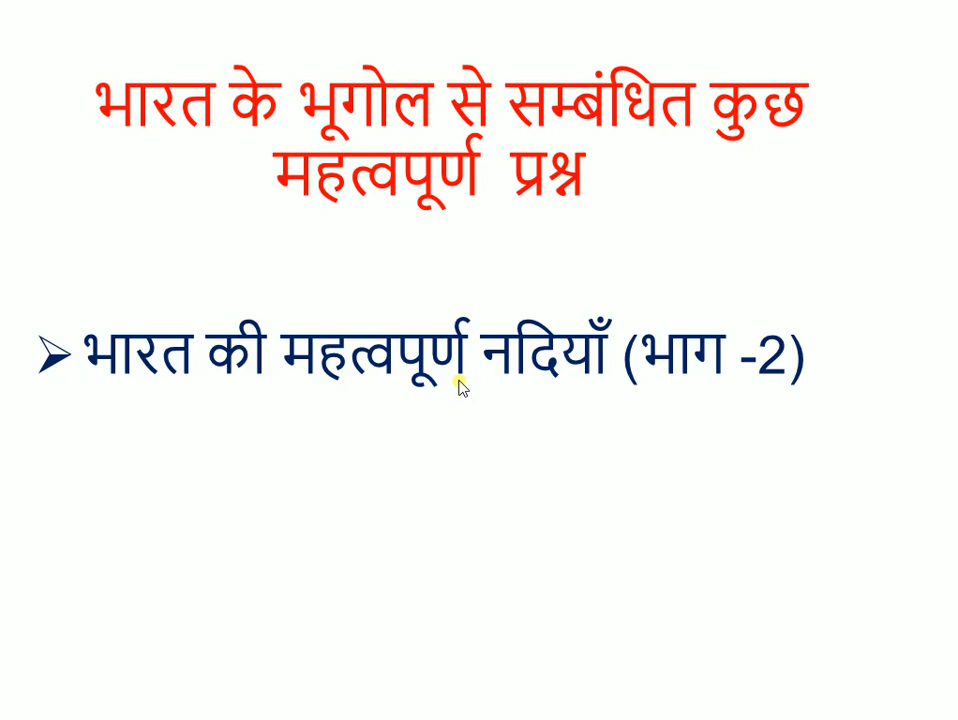 भारत के भूगोल से सम्बंधित कुछ
महत्वपूर्ण प्रश्न
➢ भारत की महत्वपूर्ण नदियाँ (भाग -2)